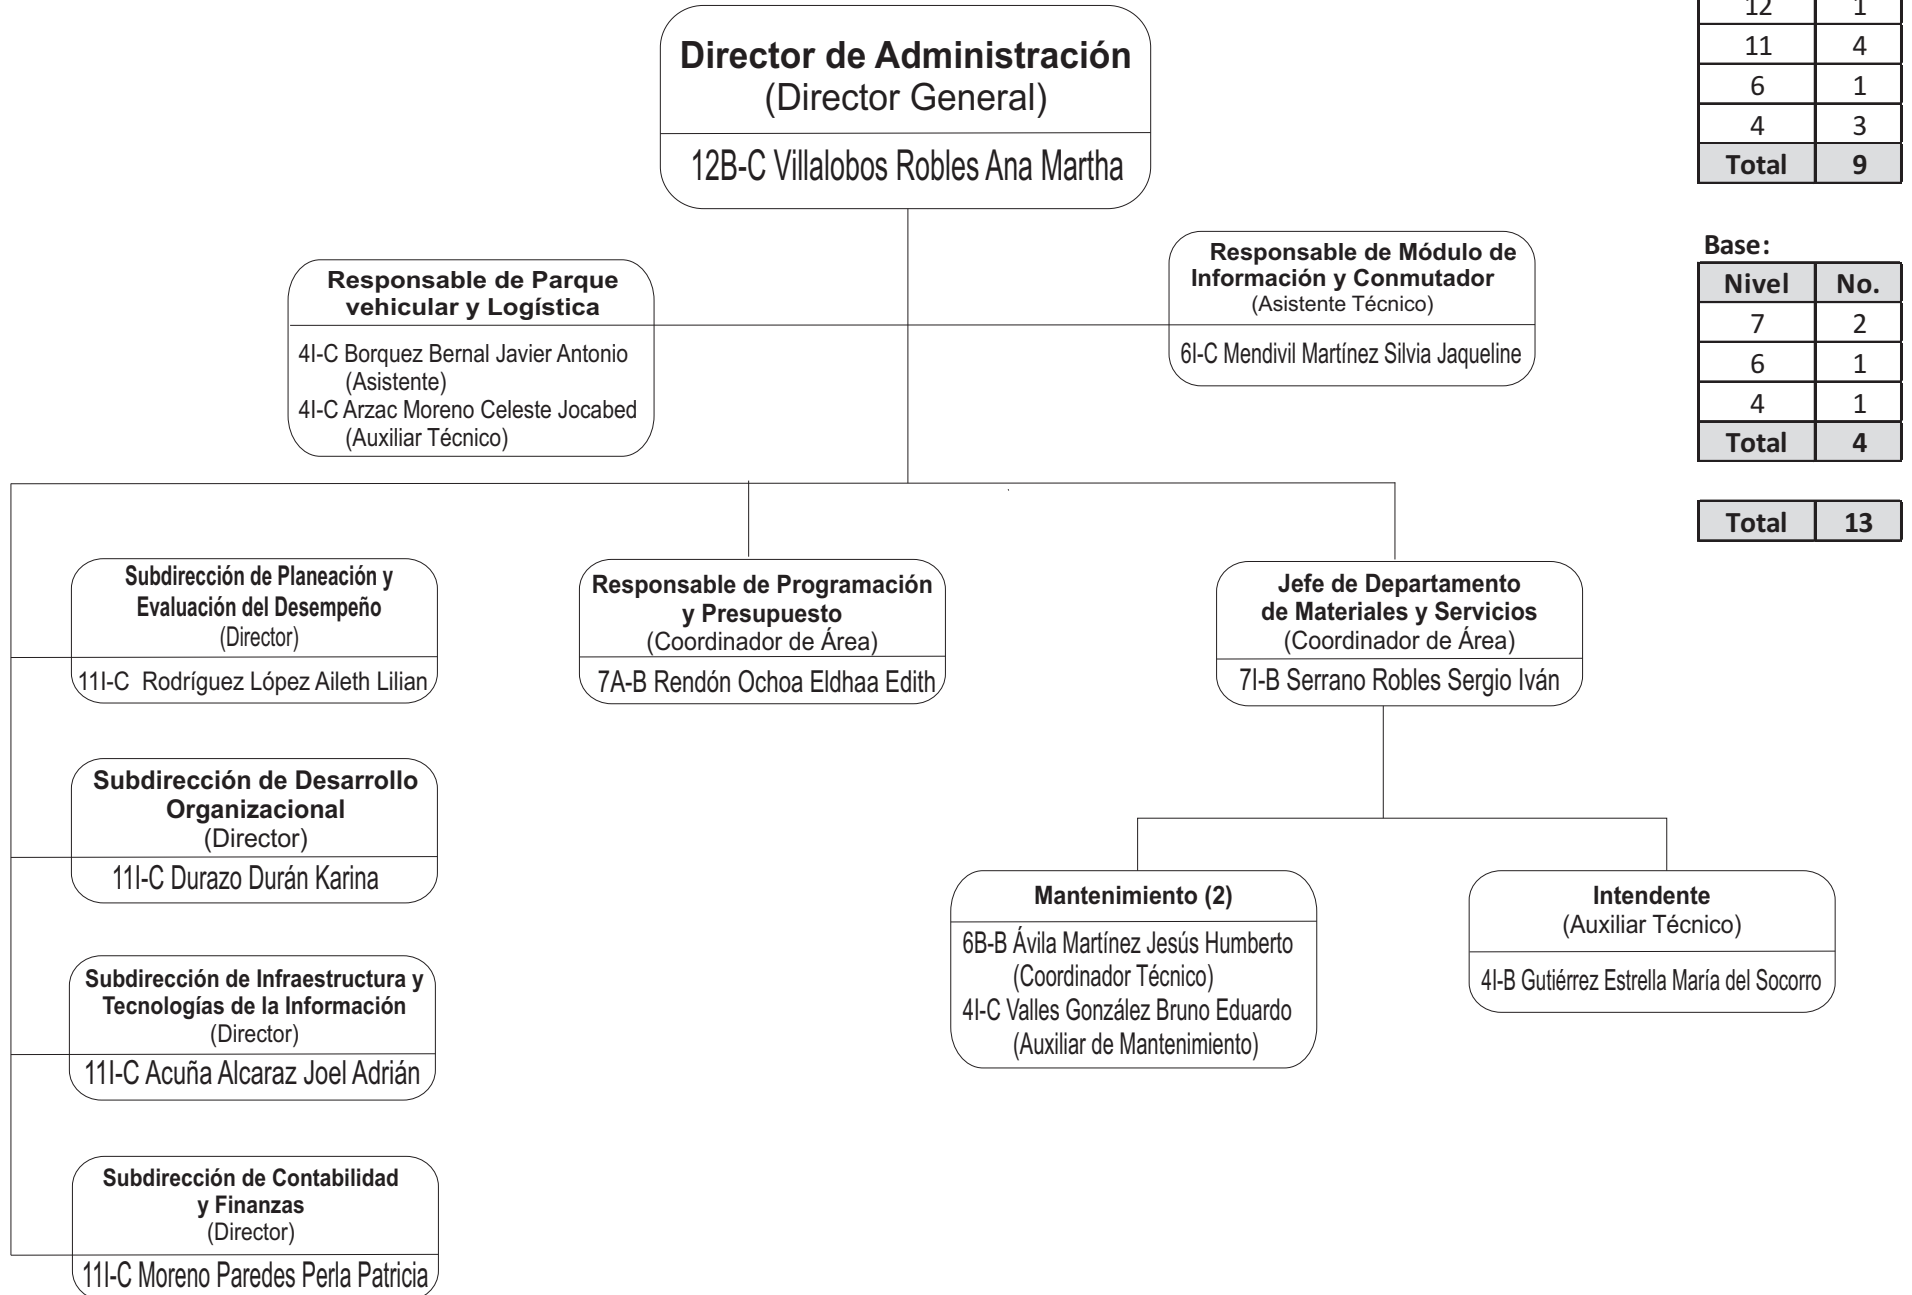 Director de Administración
(Director General)
12B-C Villalobos Robles Ana Martha
12 1
11 4
6 1
4 3
Total 9
Base:
Nivel No.
7 2
6 1
4 1
Total 4
Total 13
Responsable de Parque
vehicular y Logística
4I-C Borquez Bernal Javier Antonio
(Asistente)
4I-C Arzac Moreno Celeste Jocabed
(Auxiliar Técnico)
Responsable de Módulo de
Información y Conmutador
(Asistente Técnico)
6I-C Mendivil Martínez Silvia Jaqueline
Subdirección de Planeación y
Evaluación del Desempeño
(Director)
11I-C Rodríguez López Aileth Lilian
Responsable de Programación
y Presupuesto
(Coordinador de Área)
7A-B Rendón Ochoa Eldhaa Edith
Jefe de Departamento
de Materiales y Servicios
(Coordinador de Área)
7I-B Serrano Robles Sergio Iván
Subdirección de Desarrollo
Organizacional
(Director)
11I-C Durazo Durán Karina
Mantenimiento (2)
6B-B Ávila Martínez Jesús Humberto
(Coordinador Técnico)
4I-C Valles González Bruno Eduardo
(Auxiliar de Mantenimiento)
Intendente
(Auxiliar Técnico)
4I-B Gutiérrez Estrella María del Socorro
Subdirección de Infraestructura y
Tecnologías de la Información
(Director)
11I-C Acuña Alcaraz Joel Adrián
Subdirección de Contabilidad
y Finanzas
(Director)
11I-C Moreno Paredes Perla Patricia